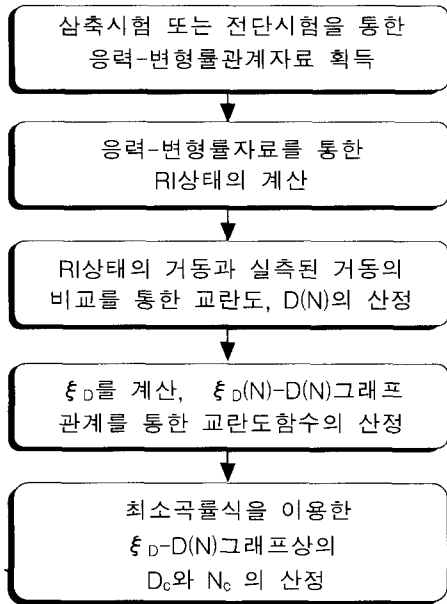 삼축시험 또는 전단시험을 통한
응력-변형률관계자료 획득
응력-변형률자료를 통한
RI상태의 계산
RI상태의 거동과 실측된 거동의
비교를 통한 교란도, D(N)의 산정
ξD를 계산, ξD(N)-D(N)그래프
관계를 통한 교란도함수의 산정
최소곡률식을 이용한
ξD-D(N)그래프상의
Dc와 Nc 의 산정